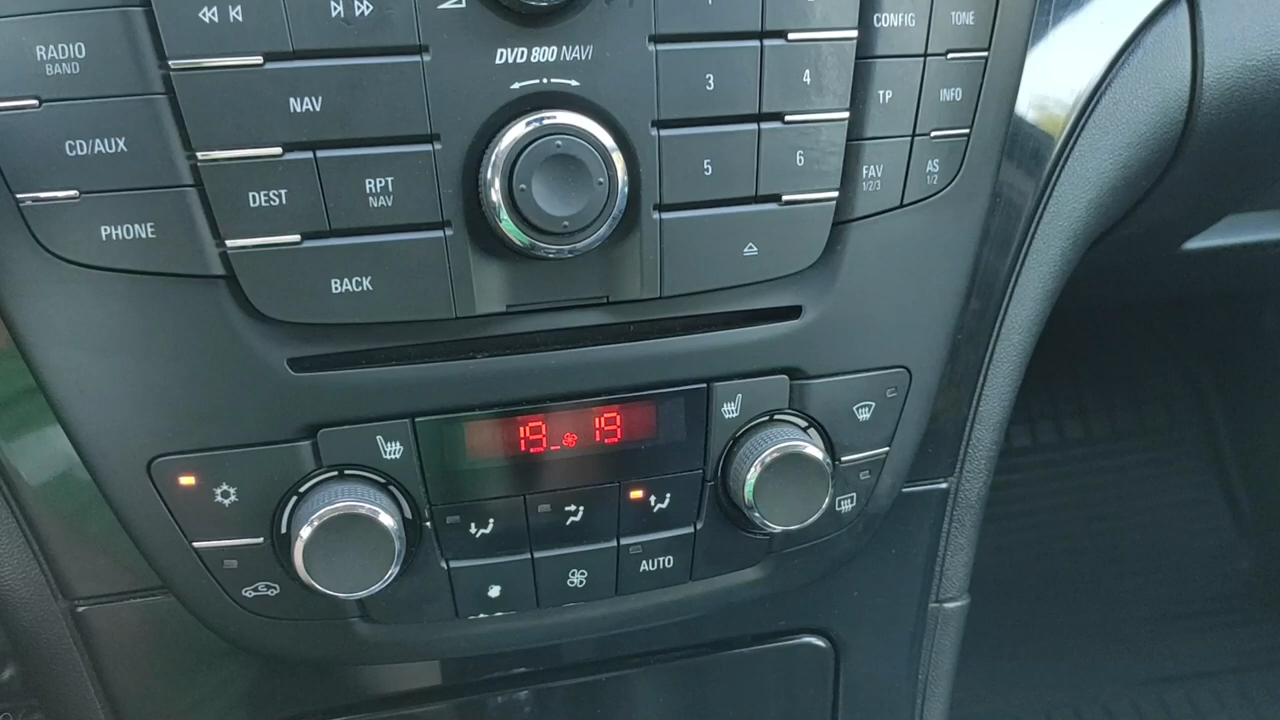 CONFIG
TONE
RADIO
BAND
DVD 800 NAVI
3
4
NAV
TP
INFO
CD/AUX
5
6
DEST
RPT
NAV
FAV
1/2/3
AS
1/2
PHONE
BACK
19 19
AUTO